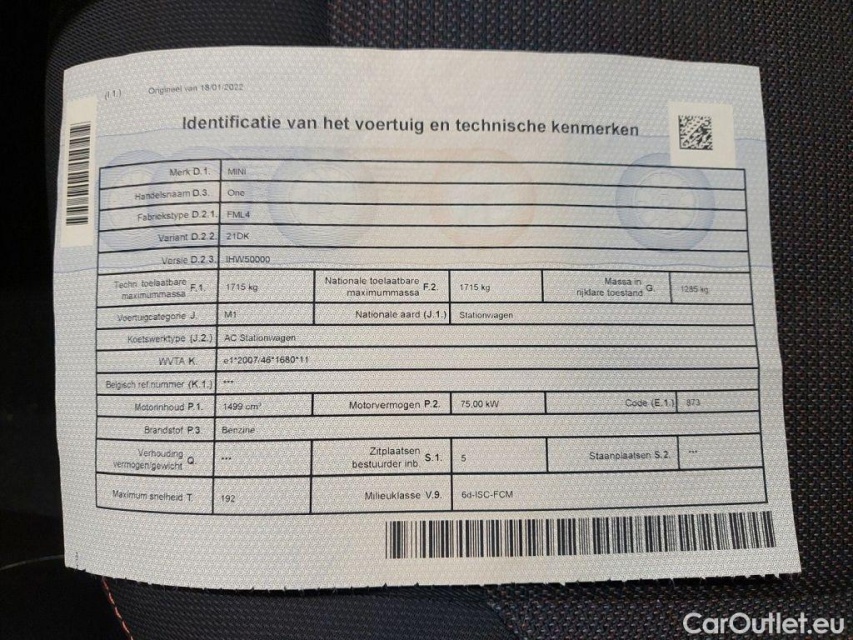 (I.1.) Origineel van 18/01/2022
Identificatie van het voertuig en technische kenmerken
Merk D.1. MINI
Handelsnaam D.3. One
Fabriekstype D.2.1. FML4
Variant D.2.2. 21DK
Versie D.2.3. IHW50000
Techn. toelaatbare maximummassa F.1. 1715 kg Nationale toelaatbare maximummassa F.2. 1715 kg Massa in rijklare toestand G. 1285 kg
Voertuigcategorie J. M1 Nationale aard (J.1.) Stationwagen
Koetswerktype (J.2.) AC Stationwagen
WVTA K. e1*2007/46*1680*11
Belgisch ref.nummer (K.1.) ***
Motorinhoud P.1. 1499 cm³ Motorvermogen P.2. 75.00 kW Code (E.1.) 873
Brandstof P.3. Benzine
Verhouding vermogen/gewicht Q. *** Zitplaatsen bestuurder inb. S.1. 5 Staanplaatsen S.2. ***
Maximum snelheid T. 192 Milieuklasse V.9. 6d-ISC-FCM
CarOutlet.eu